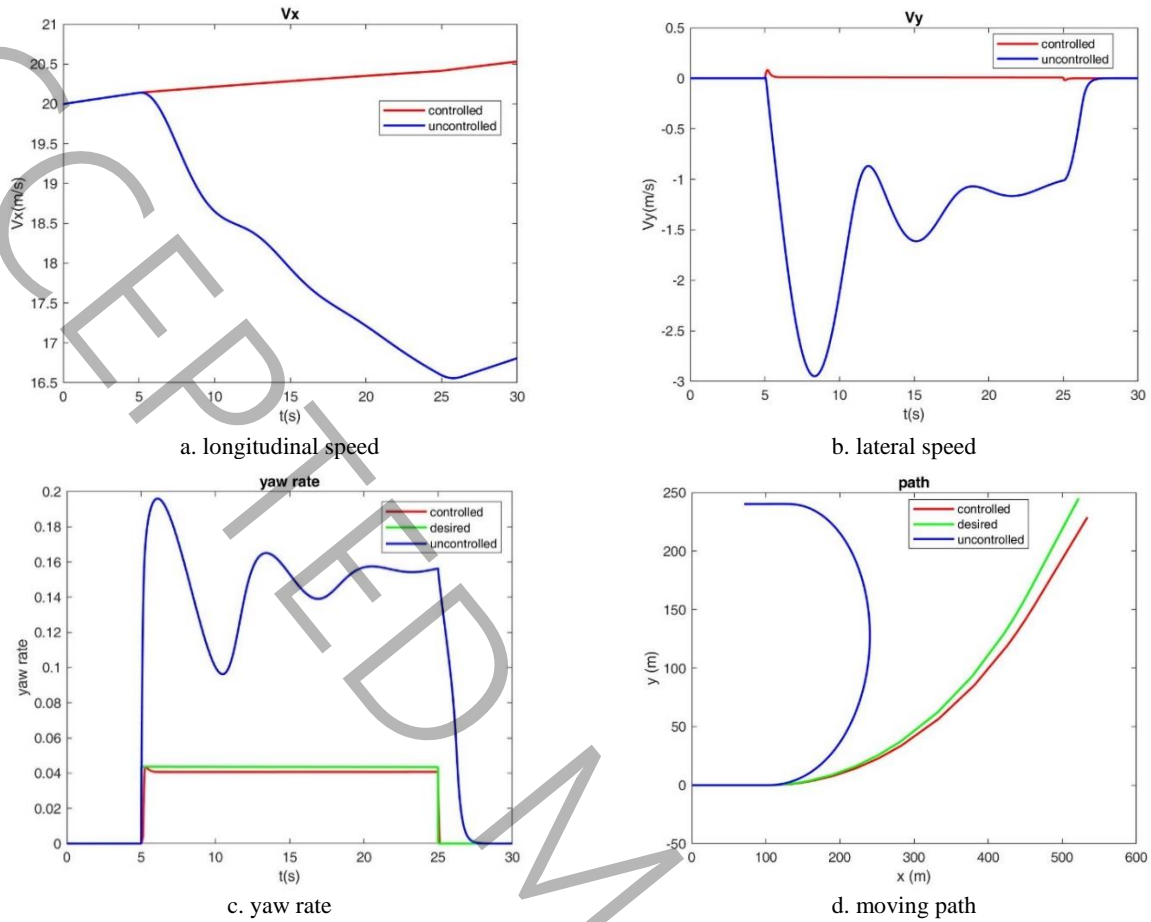 Vx
21
20.5
20
19.5
19
18.5
18
17.5
17
16.5
Vx(m/s)
controlled
uncontrolled
0 5 10 15 20 25 30
t(s)
a. longitudinal speed
Vy
0.5
0
-0.5
-1
-1.5
-2
-2.5
-3
Vy(m/s)
controlled
uncontrolled
0 5 10 15 20 25 30
t(s)
b. lateral speed
yaw rate
0.2
0.18
0.16
0.14
0.12
0.1
0.08
0.06
0.04
0.02
0
yaw rate
controlled
desired
uncontrolled
0 5 10 15 20 25 30
t(s)
c. yaw rate
path
250
200
150
100
50
0
-50
y (m)
controlled
desired
uncontrolled
0 100 200 300 400 500 600
x (m)
d. moving path
CEPTED M